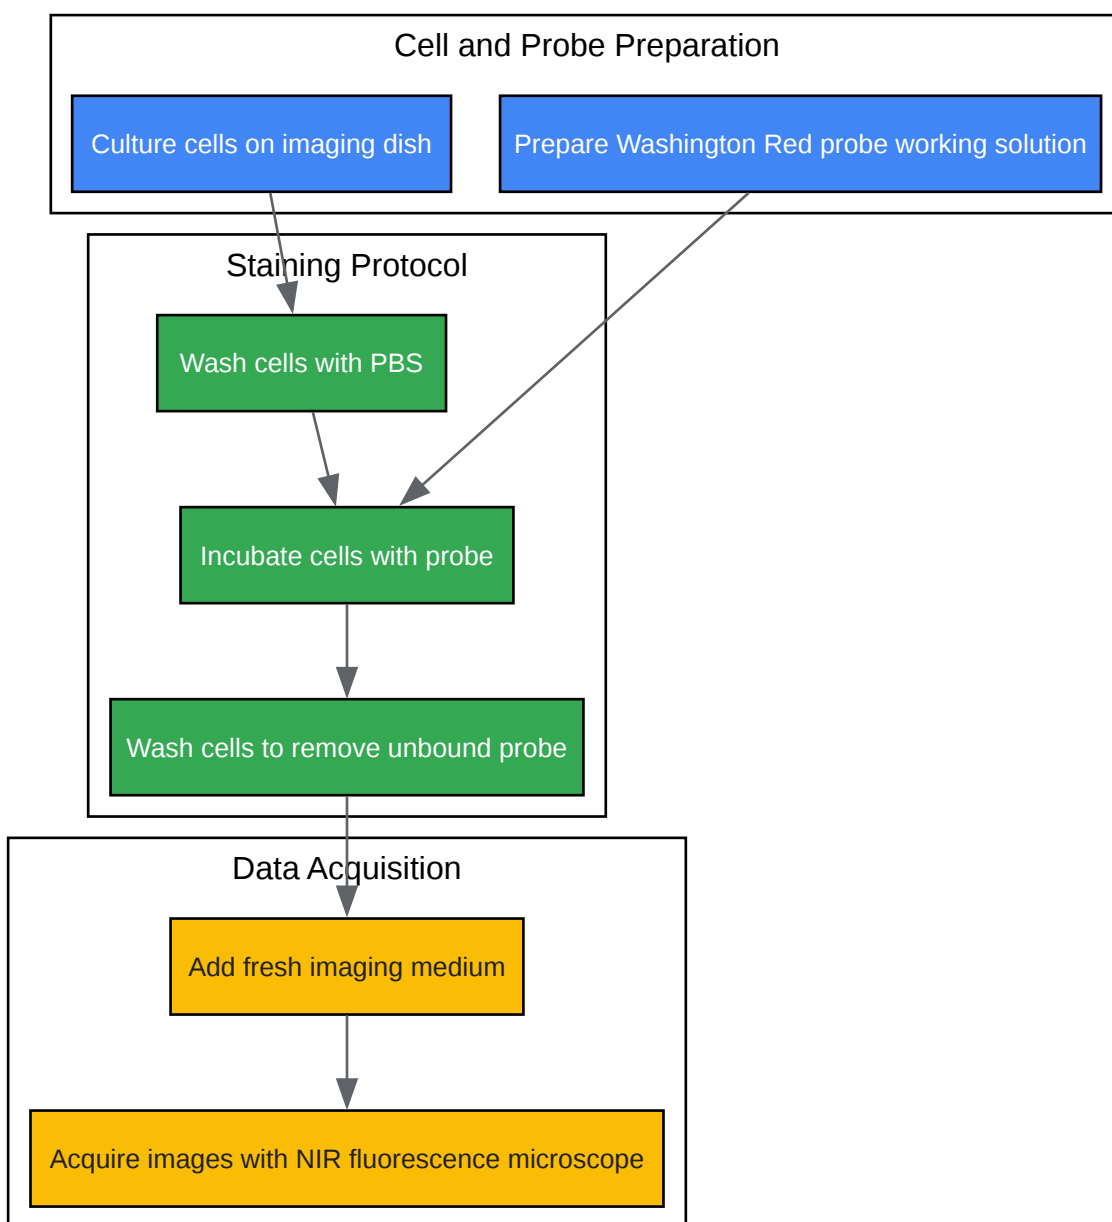 Cell and Probe Preparation
Culture cells on imaging dish
Prepare Washington Red probe working solution
Staining Protocol
Wash cells with PBS
Incubate cells with probe
Wash cells to remove unbound probe
Data Acquisition
Add fresh imaging medium
Acquire images with NIR fluorescence microscope